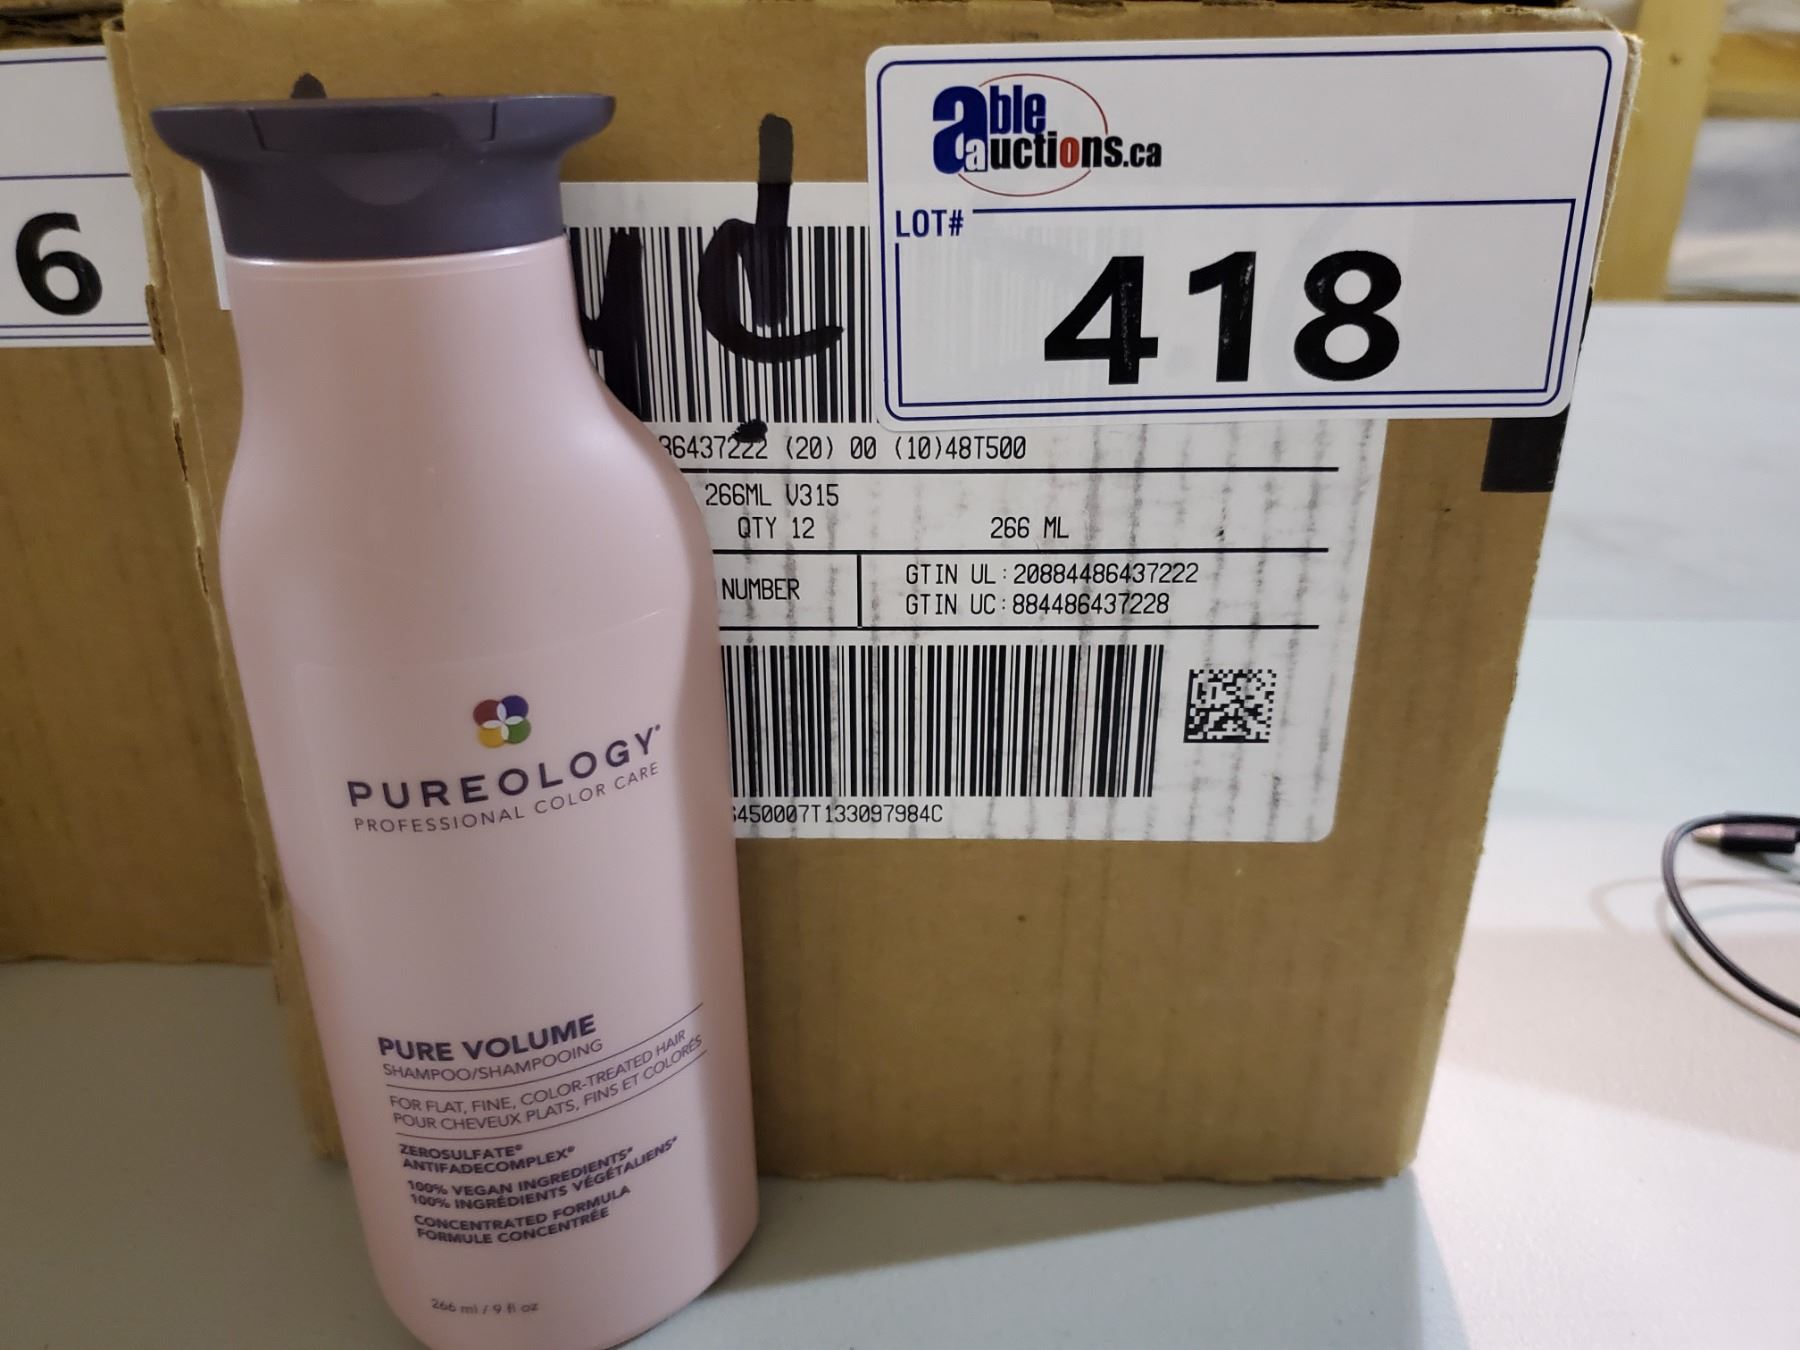 6
able
auctions.ca
LOT#
418
36437222 (20) 00 (10)48T500
266ML V315
QTY 12 266 ML
NUMBER
GTIN UL:20884486437222
GTIN UC:884486437228
450007T133097984C
PUREOLOGY®
PROFESSIONAL COLOR CARE
PURE VOLUME
SHAMPOO/SHAMPOOING
FOR FLAT, FINE, COLOR-TREATED HAIR
POUR CHEVEUX PLATS, FINS ET COLORÉS
ZEROSULFATE®
ANTIFADECOMPLEX®
100% VEGAN INGREDIENTS*
100% INGRÉDIENTS VÉGÉTALIENS*
CONCENTRATED FORMULA
FORMULE CONCENTRÉE
266 ml / 9 fl oz